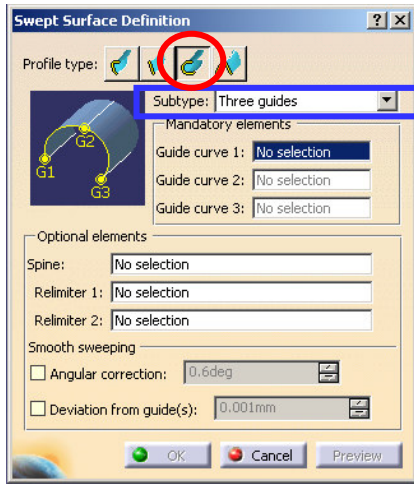 Swept Surface Definition
Profile type:
Subtype: Three guides
Mandatory elements
Guide curve 1: No selection
Guide curve 2: No selection
Guide curve 3: No selection
G1
G2
G3
Optional elements
Spine: No selection
Relimiter 1: No selection
Relimiter 2: No selection
Smooth sweeping
Angular correction: 0.6deg
Deviation from guide(s): 0.001mm
OK Cancel Preview